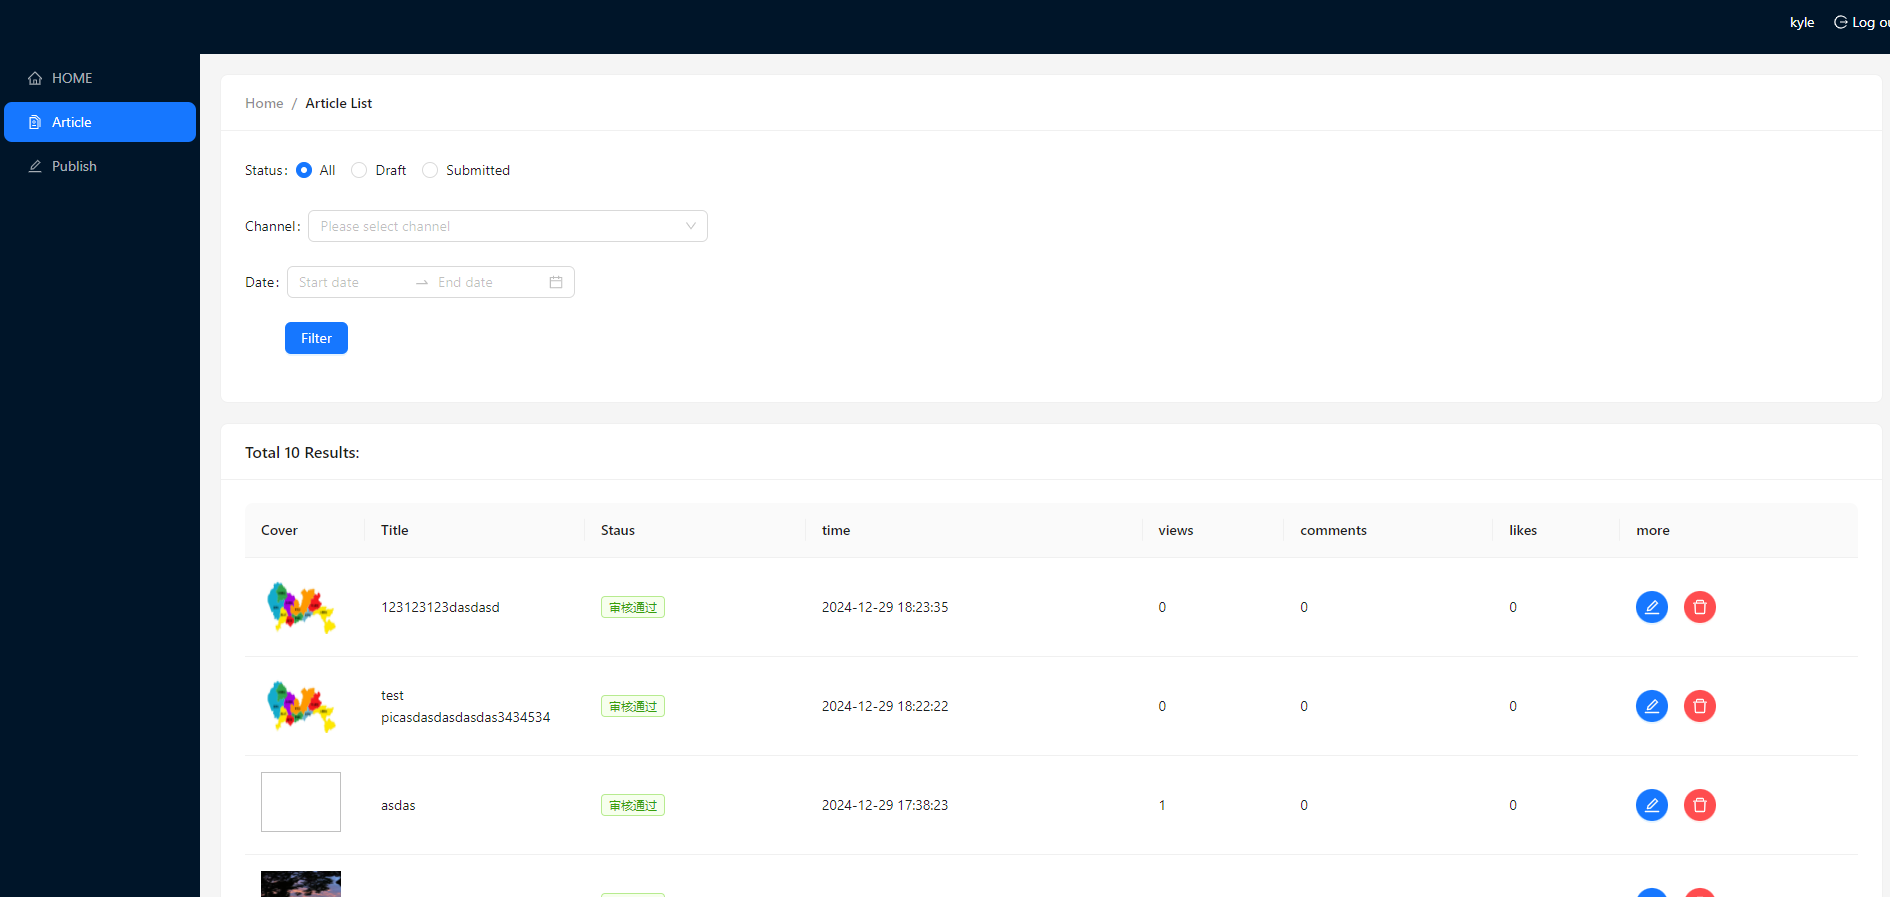 kyle Log ou
HOME
Article
Publish
Home / Article List
Status: All Draft Submitted
Channel: Please select channel
Date: Start date → End date
Filter
Total 10 Results:
Cover Title Staus time views comments likes more
123123123dasdasd 审核通过 2024-12-29 18:23:35 0 0 0
test
picasdasdasdasdas3434534 审核通过 2024-12-29 18:22:22 0 0 0
asdas 审核通过 2024-12-29 17:38:23 1 0 0